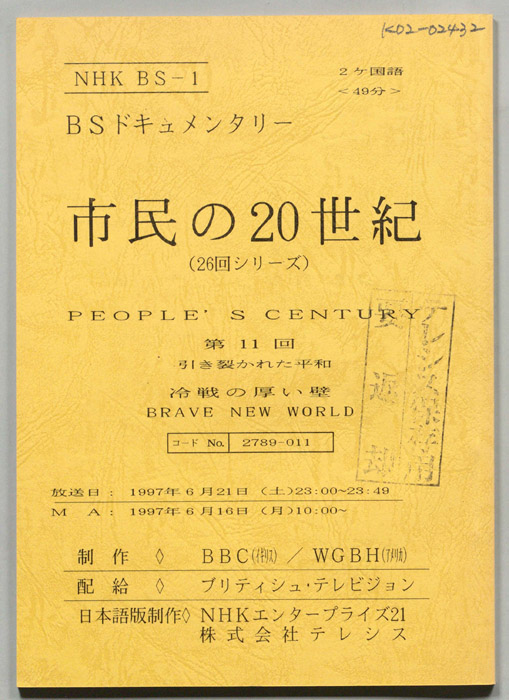 K02-02432
NHK BS-1
2ヶ国語
<49分>
BSドキュメンタリー
市民の20世紀
(26回シリーズ)
PEOPLE'S CENTURY
第11回
引き裂かれた平和
冷戦の厚い壁
BRAVE NEW WORLD
コード No. 2789-011
放送日: 1997年6月21日 (土)23:00~23:49
MA: 1997年6月16日 (月)10:00~
制作◇ BBC(イギリス) / WGBH(アメリカ)
配給◇ ブリティシュ・テレビジョン
日本語版制作◇ NHKエンタープライズ21
株式会社テレシス
要返却